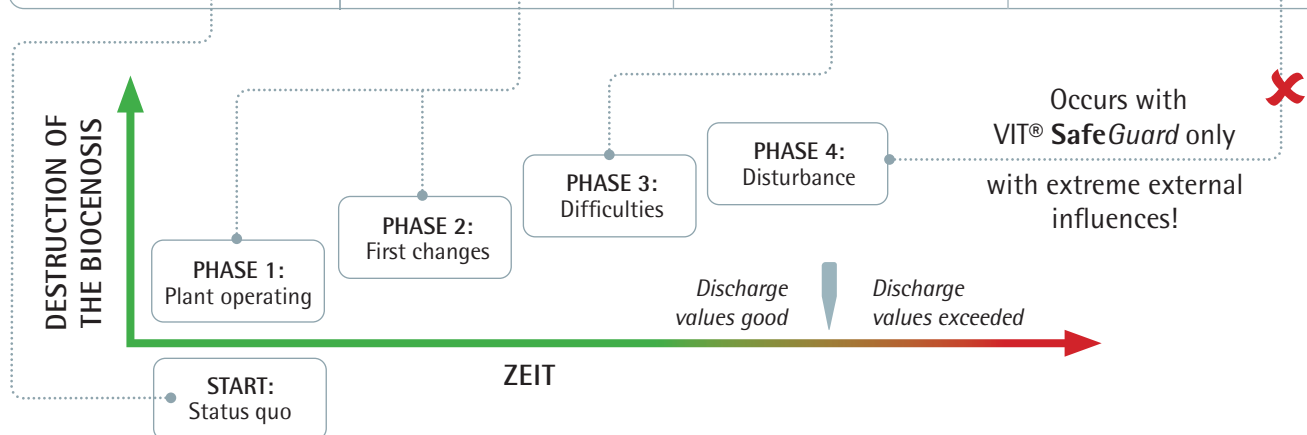 DESTRUCTION OF
THE BIOCENOSIS
PHASE 1:
Plant operating
PHASE 2:
First changes
PHASE 3:
Difficulties
PHASE 4:
Disturbance
Occurs with
VIT® SafeGuard only
with extreme external
influences!
Discharge
values good
Discharge
values exceeded
ZEIT
START:
Status quo